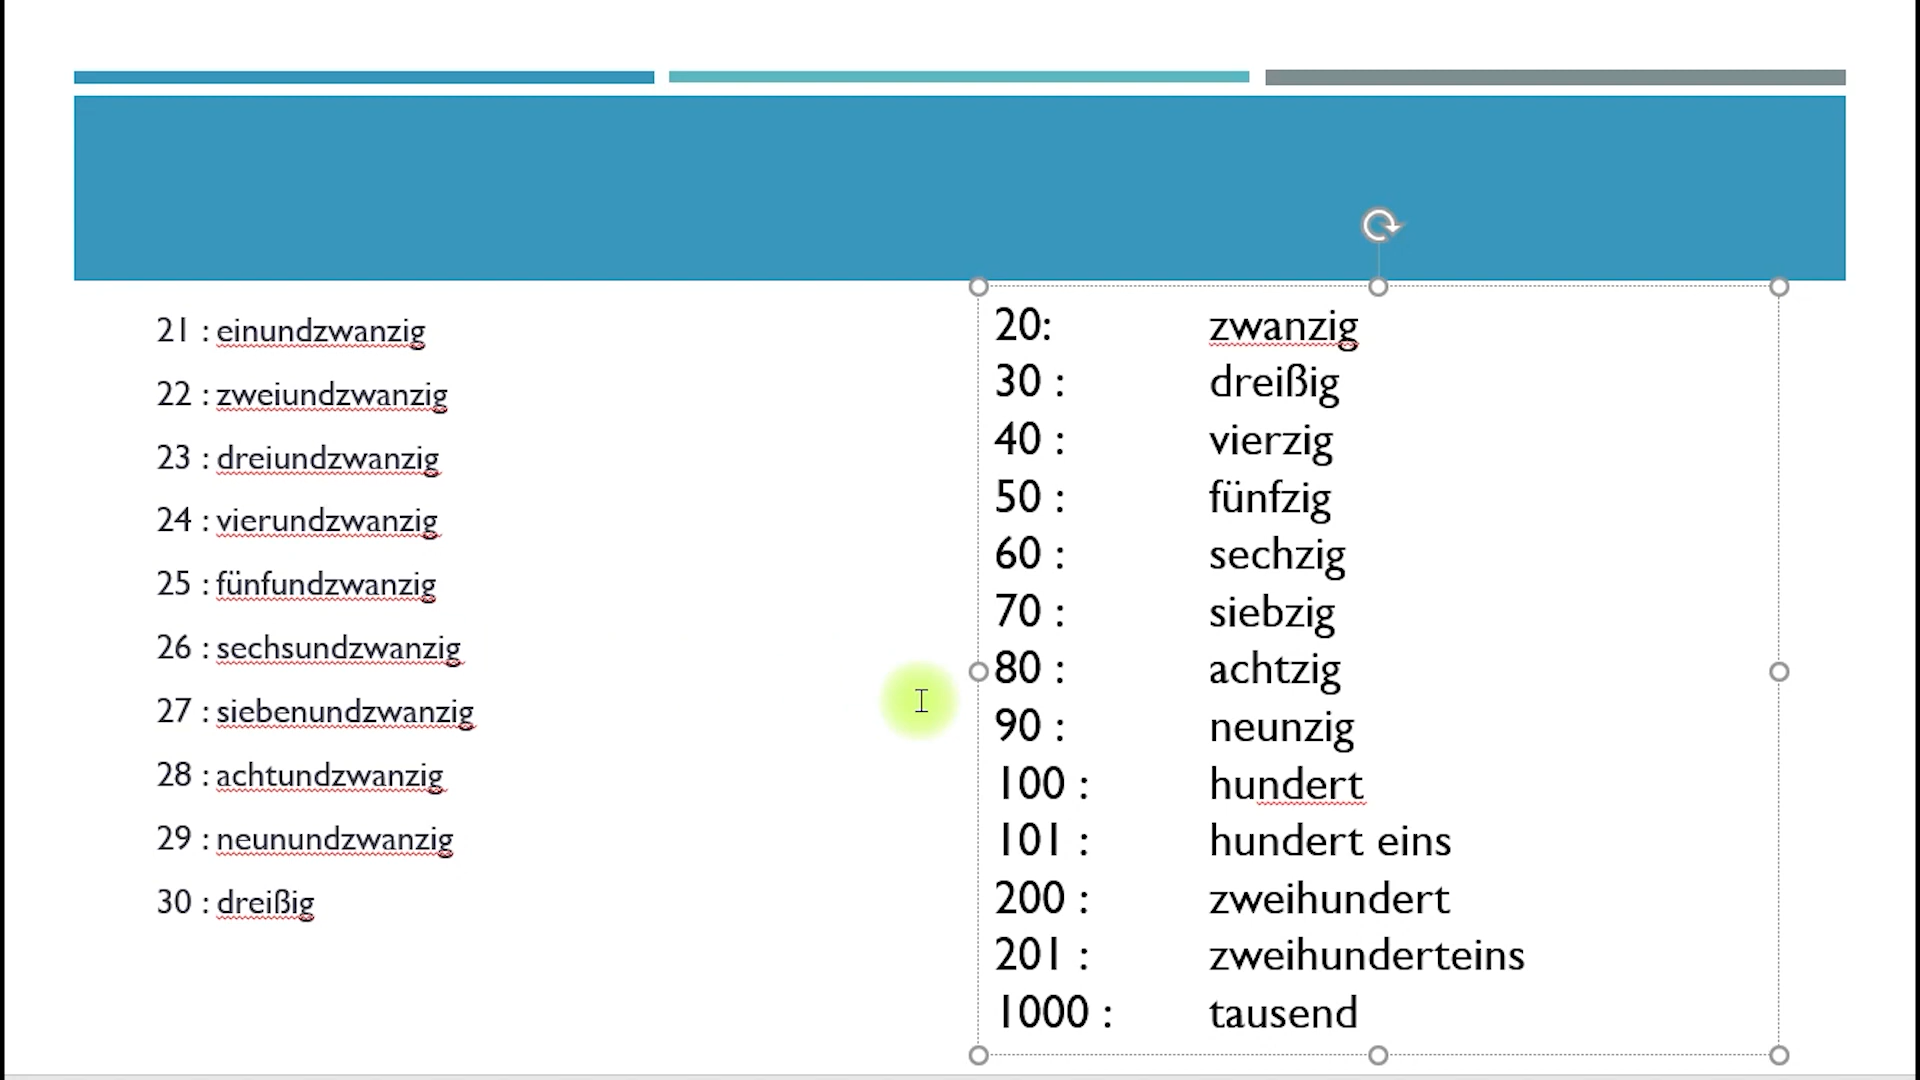 21 : einundzwanzig
22 : zweiundzwanzig
23 : dreiundzwanzig
24 : vierundzwanzig
25 : fünfundzwanzig
26 : sechsundzwanzig
27 : siebenundzwanzig
28 : achtundzwanzig
29 : neunundzwanzig
30 : dreißig
20: zwanzig
30 : dreißig
40 : vierzig
50 : fünfzig
60 : sechzig
70 : siebzig
80 : achtzig
90 : neunzig
100 : hundert
101 : hundert eins
200 : zweihundert
201 : zweihunderteins
1000 : tausend